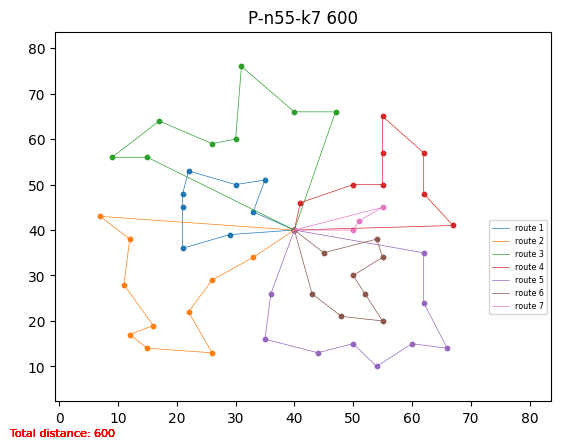 P-n55-k7 600
80
70
60
50
40
30
20
10
0 10 20 30 40 50 60 70 80
route 1
route 2
route 3
route 4
route 5
route 6
route 7
Total distance: 600